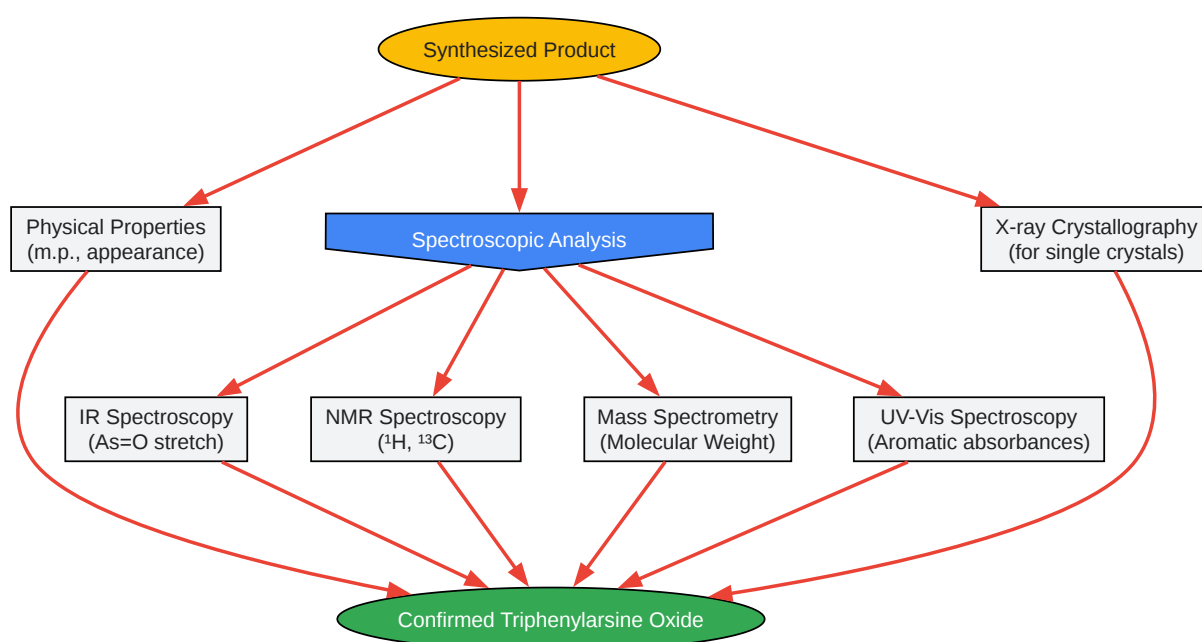 Synthesized Product
Physical Properties
(m.p., appearance)
Spectroscopic Analysis
X-ray Crystallography
(for single crystals)
IR Spectroscopy
(As=O stretch)
NMR Spectroscopy
(¹H, ¹³C)
Mass Spectrometry
(Molecular Weight)
UV-Vis Spectroscopy
(Aromatic absorbances)
Confirmed Triphenylarsine Oxide